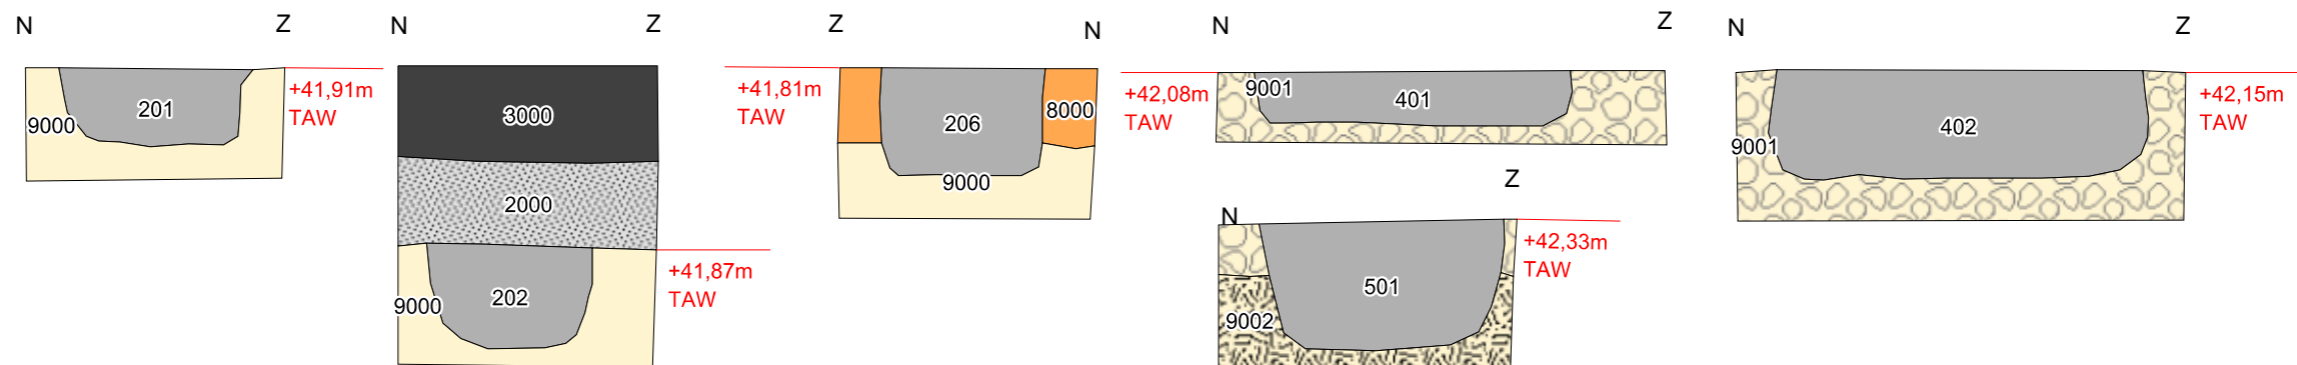 N Z
+41,91m
TAW
9000
201
N Z
3000
2000
+41,87m
TAW
9000
202
Z N
+41,81m
TAW
206
8000
9000
N Z
+42,08m
TAW
9001
401
N Z
+42,33m
TAW
501
9002
N Z
+42,15m
TAW
402
9001